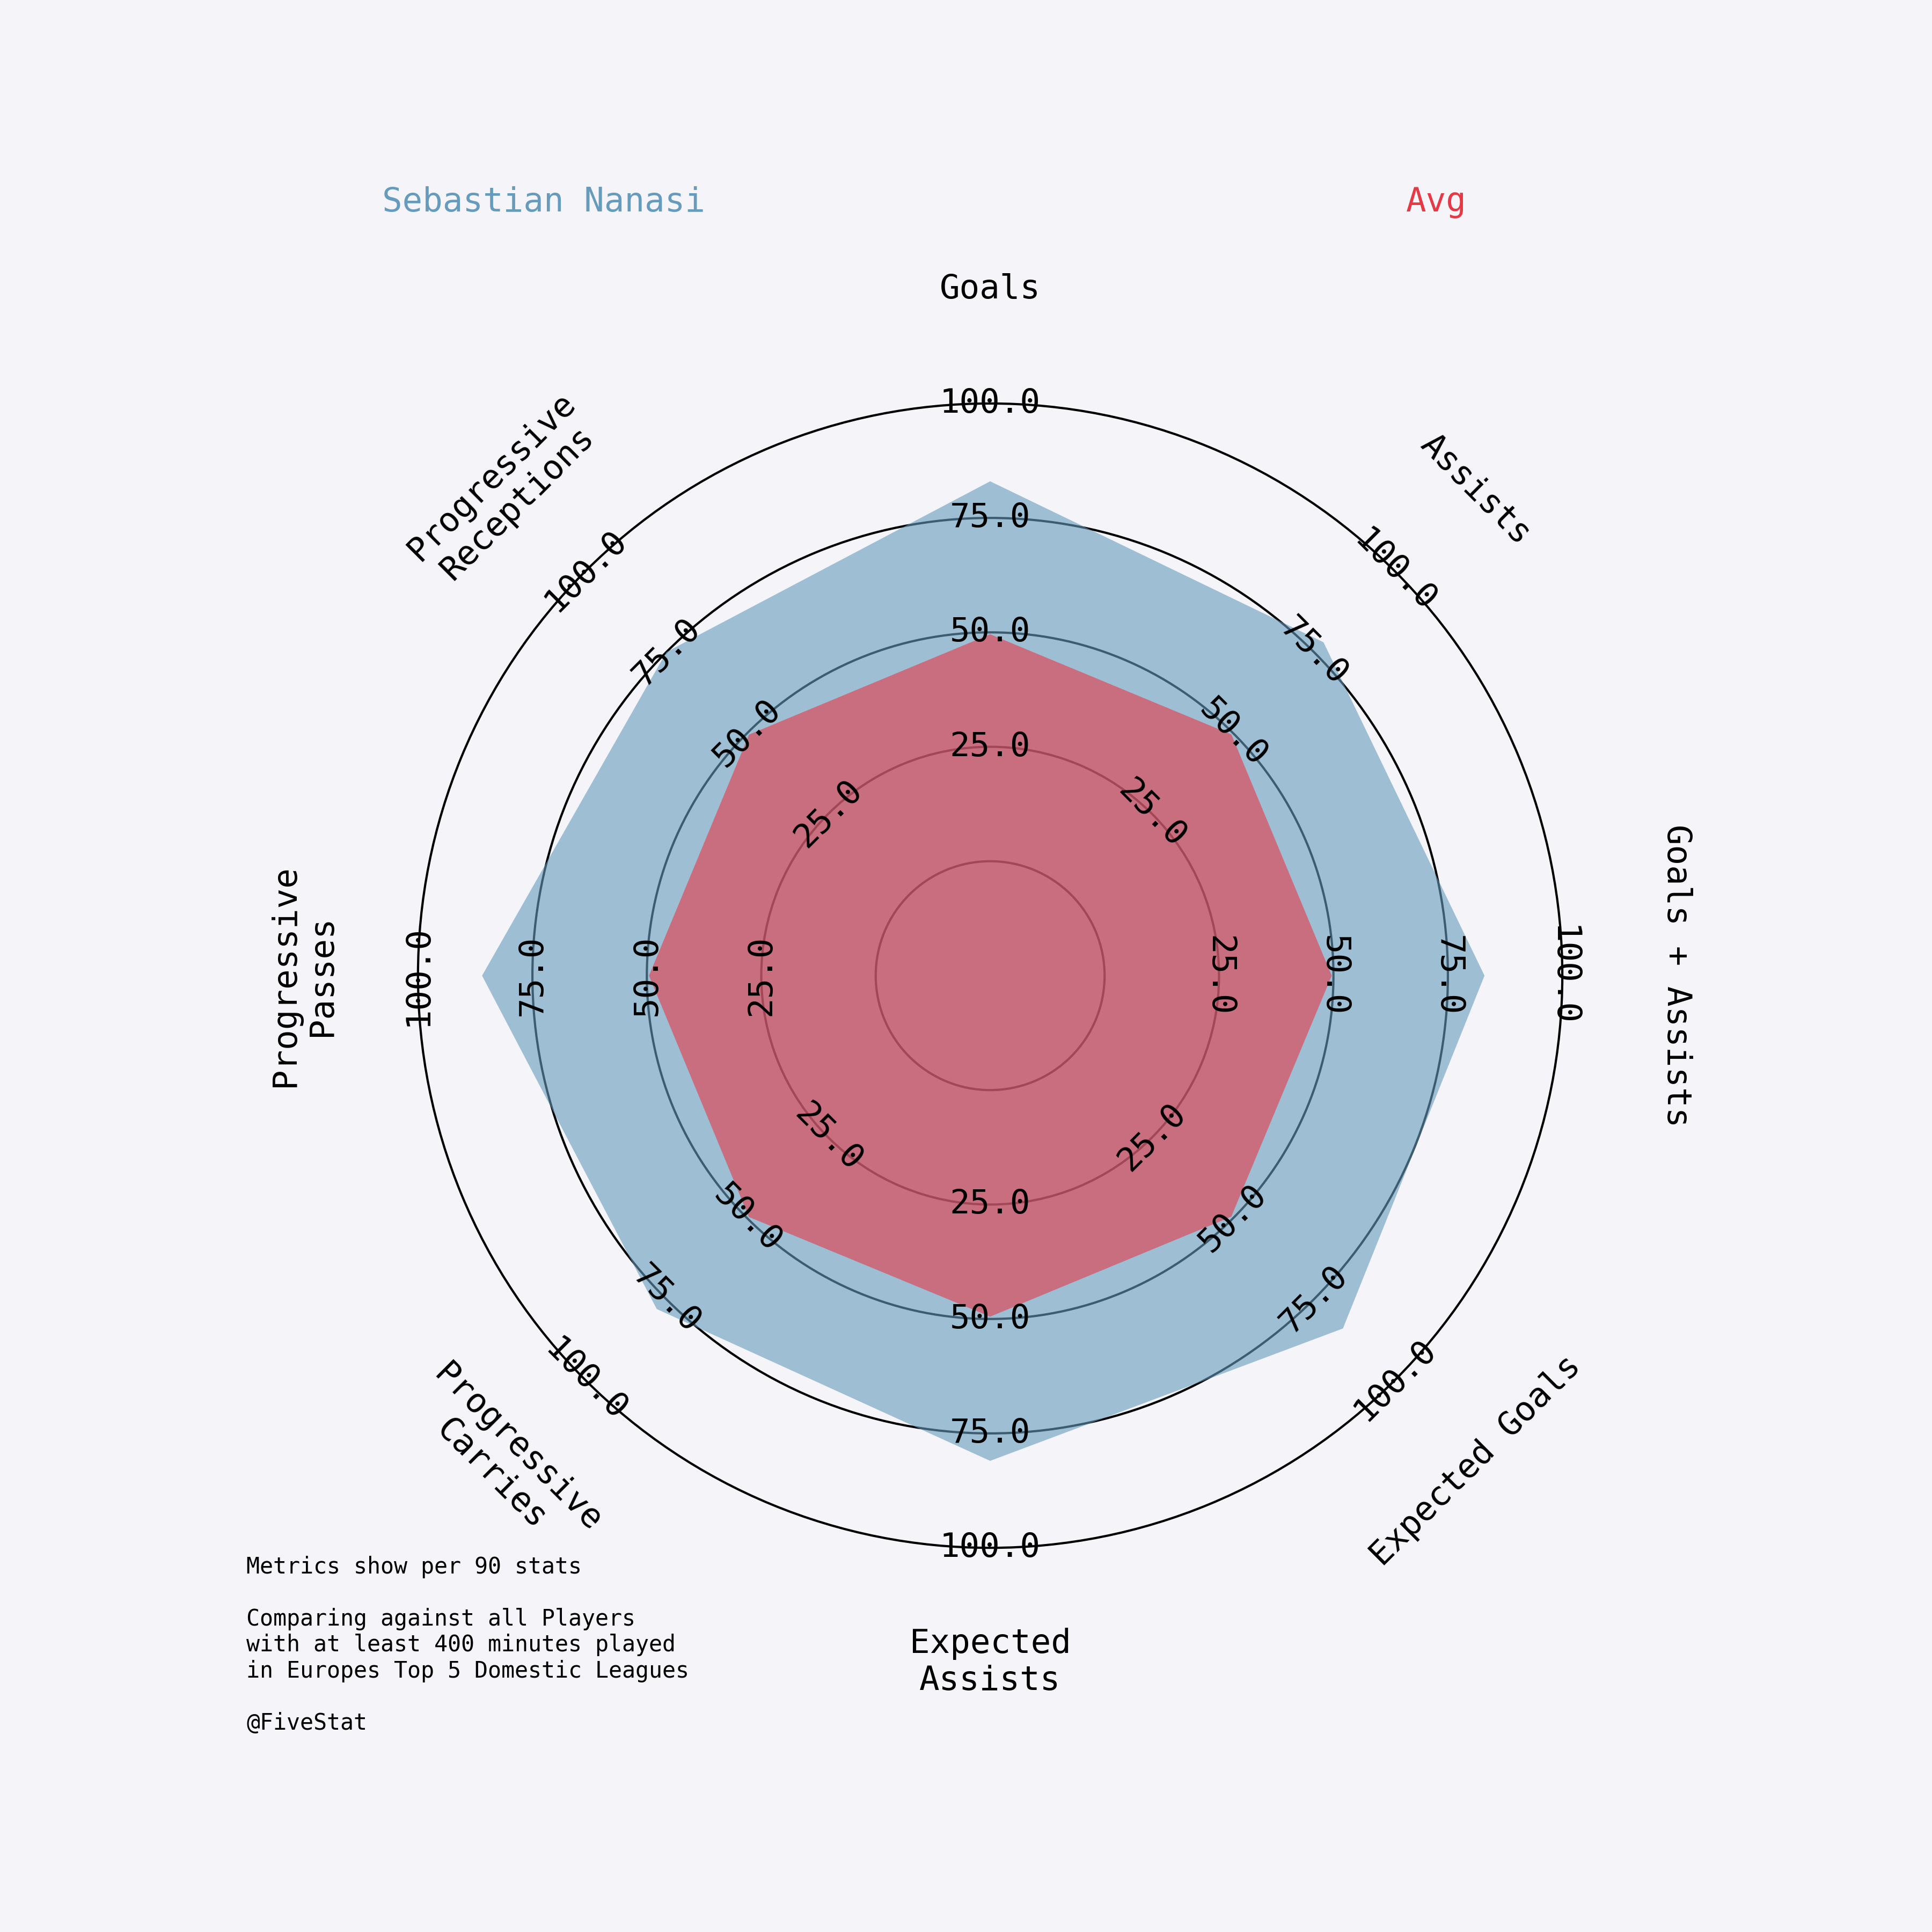 Sebastian Nanasi
Avg
Goals
Assists
Goals + Assists
Expected Goals
Expected
Assists
Progressive
Carries
Progressive
Passes
Progressive
Receptions
25.0
50.0
75.0
100.0
25.0
50.0
75.0
100.0
25.0
50.0
75.0
100.0
25.0
50.0
75.0
100.0
25.0
50.0
75.0
100.0
25.0
50.0
75.0
100.0
25.0
50.0
75.0
100.0
25.0
50.0
75.0
100.0
Metrics show per 90 stats
Comparing against all Players
with at least 400 minutes played
in Europes Top 5 Domestic Leagues
@FiveStat